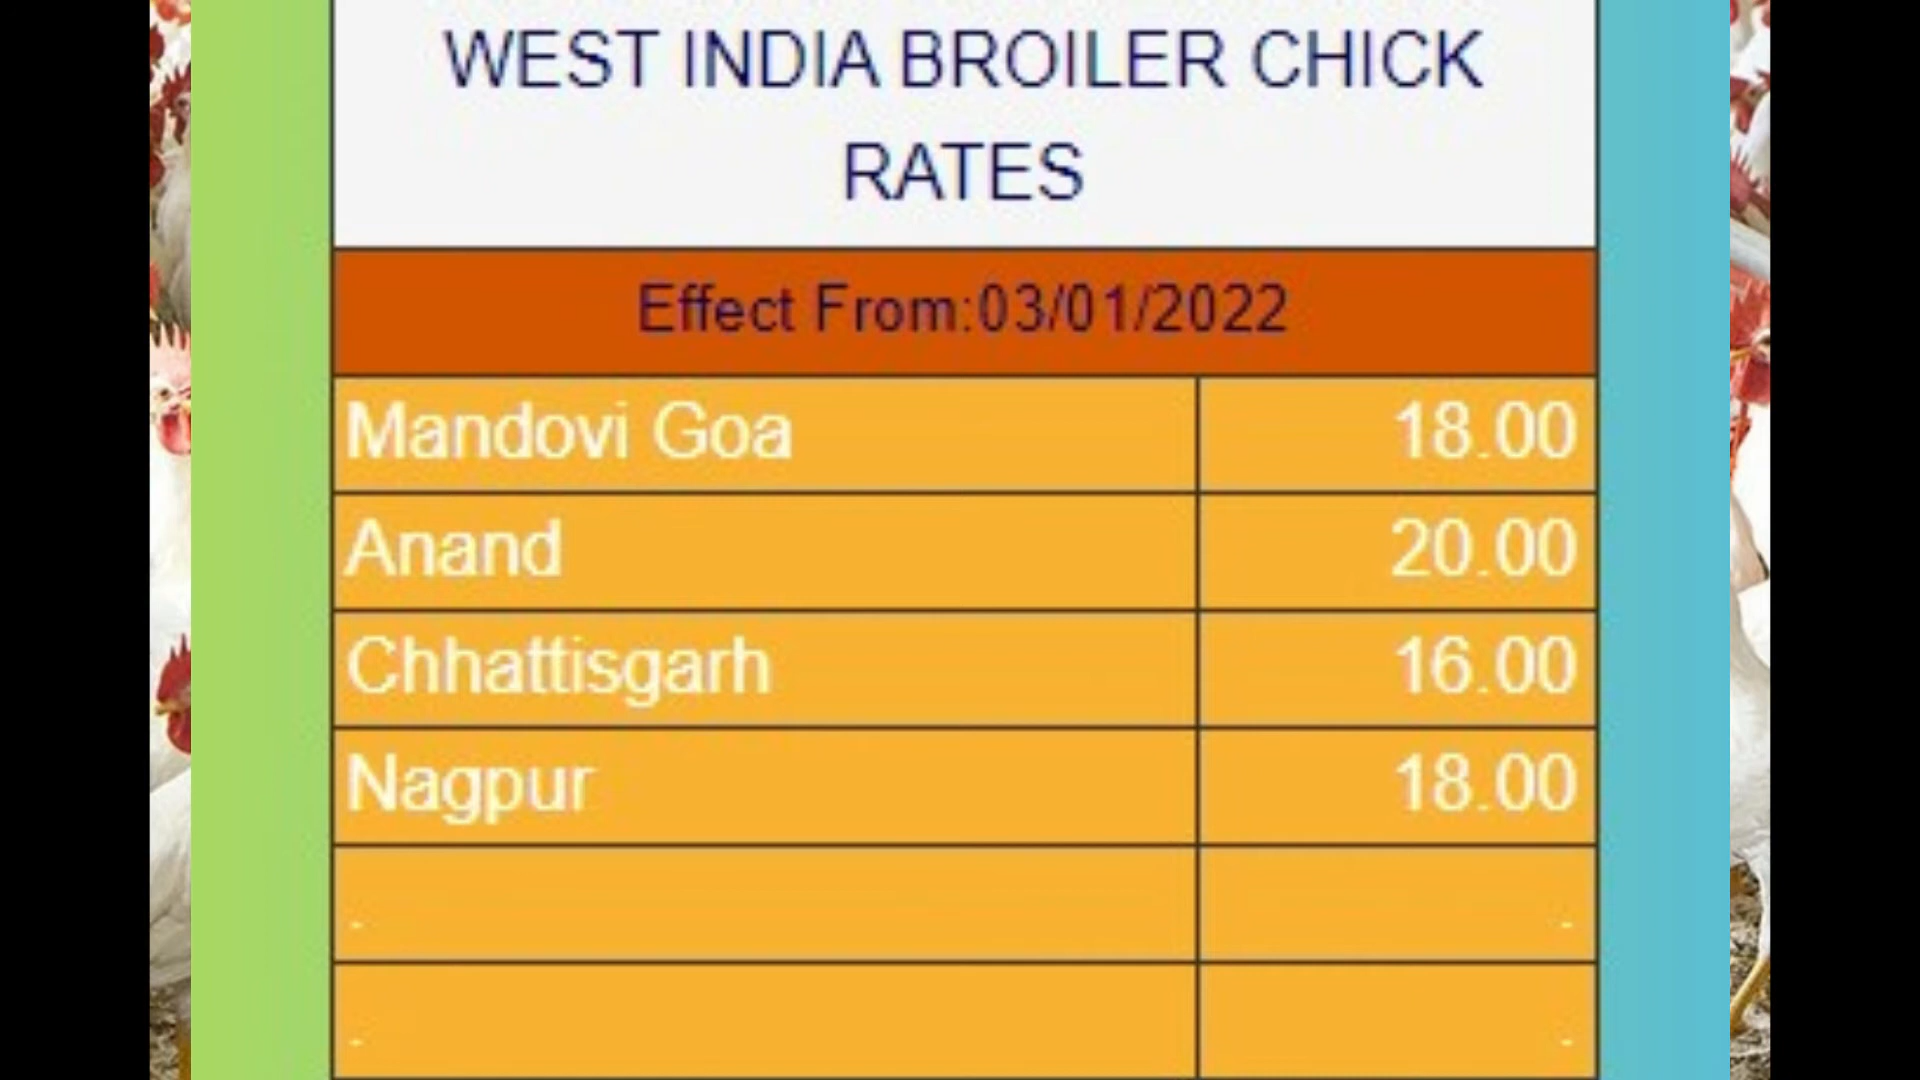 WEST INDIA BROILER CHICK
RATES
Effect From:03/01/2022
Mandovi Goa 18.00
Anand 20.00
Chhattisgarh 16.00
Nagpur 18.00
- -
- -